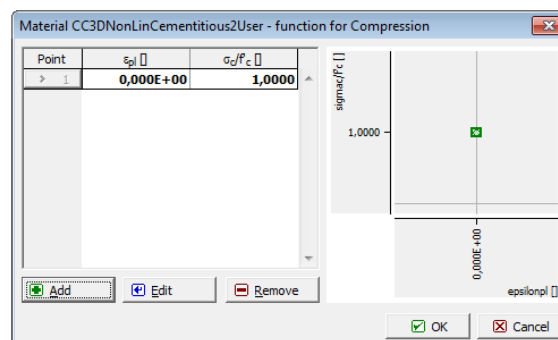 Material CC3DNonLinCementitious2User - function for Compression
Point εpl [] σc/f'c []
> 1 0,000E+00 1,0000
sigmac/f'c []
1,0000
0,000E+00
epsilonpl []
Add Edit Remove
OK Cancel